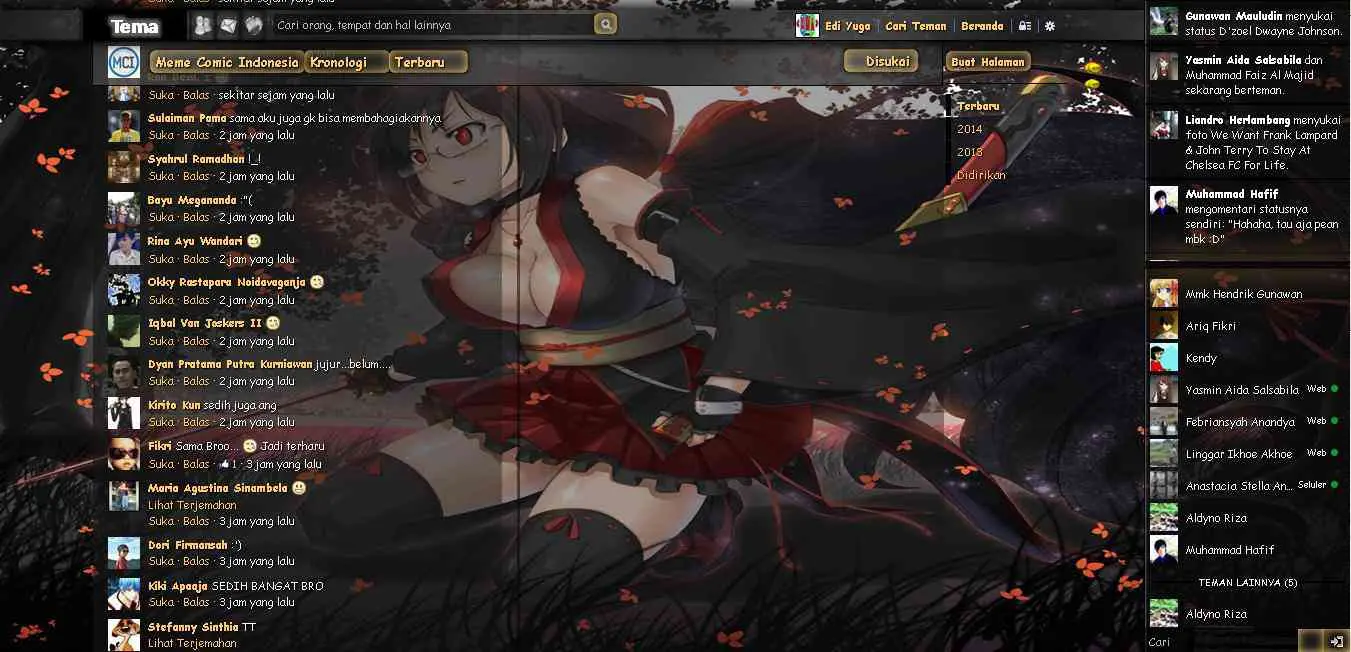 Tema
Cari orang, tempat dan hal lainnya
Edi Yuga
Cari Teman
Beranda
MCI
Meme Comic Indonesia
Kronologi
Terbaru
Disukai
Buat Halaman
Terbaru
2014
2013
Didirikan
Suka · Balas · sekitar sejam yang lalu
Sulaiman Pama sama aku juga gk bisa membahagiakannya
Suka · Balas · 2 jam yang lalu
Syahrul Ramadhan !_!
Suka · Balas · 2 jam yang lalu
Bayu Megananda :"(
Suka · Balas · 2 jam yang lalu
Rina Ayu Wandari
Suka · Balas · 2 jam yang lalu
Okky Rastapara Noidavaganja
Suka · Balas · 2 jam yang lalu
Iqbal Van Joskers II
Suka · Balas · 2 jam yang lalu
Dyan Pratama Putra Kurniawan jujur...belum:...
Suka · Balas · 2 jam yang lalu
Kirito Kun sedih juga ang
Suka · Balas · 2 jam yang lalu
Fikri Sama Broo... Jadi terharu
Suka · Balas · 1 · 3 jam yang lalu
Maria Agustina Sinambela
Lihat Terjemahan
Suka · Balas · 3 jam yang lalu
Dori Firmansah :')
Suka · Balas · 3 jam yang lalu
Kiki Apaaja SEDIH BANGAT BRO
Suka · Balas · 3 jam yang lalu
Stefanny Sinthia TT
Lihat Terjemahan
Gunawan Mauludin menyukai
status D'zoel Dwayne Johnson.
Yasmin Aida Salsabila dan
Muhammad Faiz Al Majid
sekarang berteman.
Liandro Herlambang menyukai
foto We Want Frank Lampard
& John Terry To Stay At
Chelsea FC For Life.
Muhammad Hafif
mengomentari statusnya
sendiri: "Hahaha, tau aja pean
mbk :D"
Mmk Hendrik Gunawan
Ariq Fikri
Kendy
Yasmin Aida Salsabila Web
Febriansyah Anandya Web
Linggar Ikhoe Akhoe Web
Anastacia Stella An... Seluler
Aldyno Riza
Muhammad Hafif
TEMAN LAINNYA (5)
Aldyno Riza
Cari